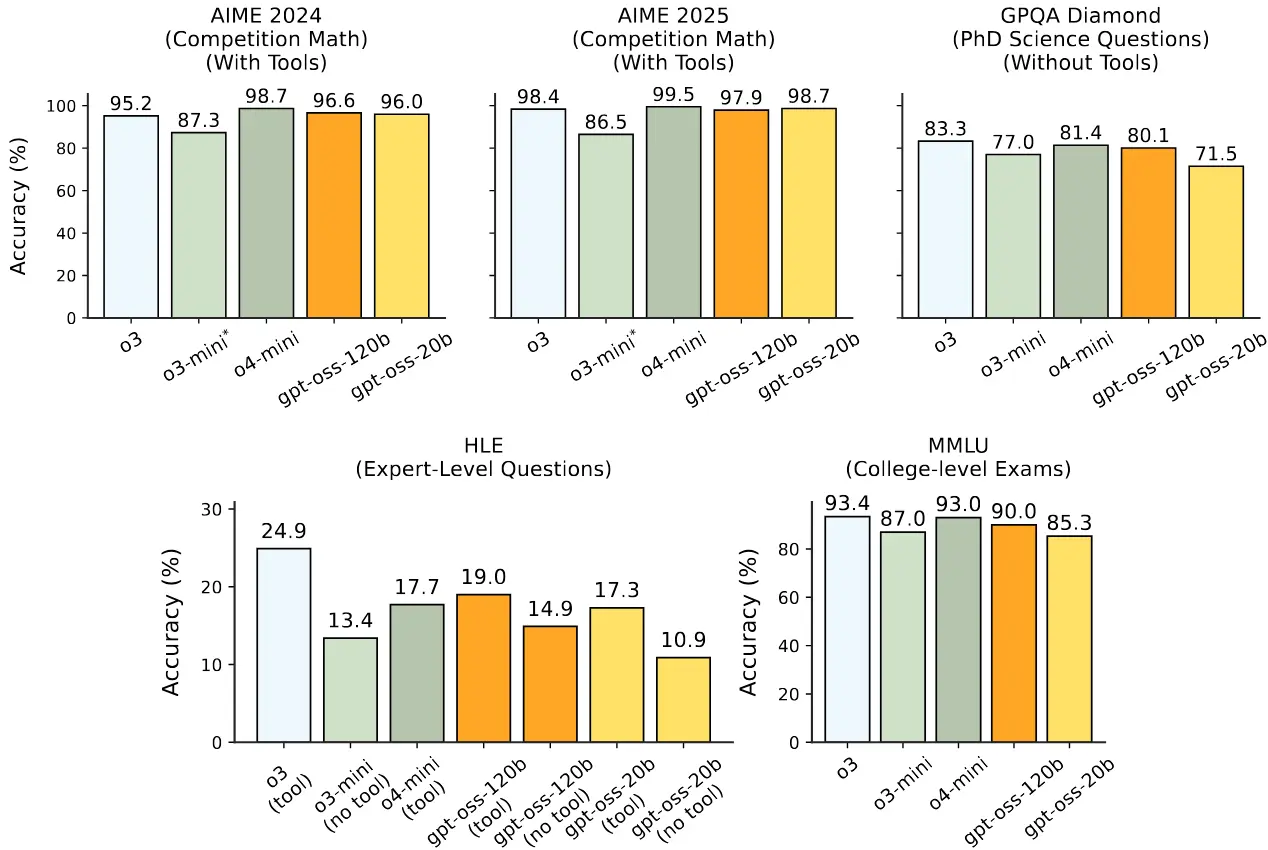 AIME 2024
(Competition Math)
(With Tools)
Accuracy (%)
100
80
60
40
20
0
95.2
87.3
98.7
96.6
96.0
o3
o3-mini*
o4-mini
gpt-oss-120b
gpt-oss-20b
AIME 2025
(Competition Math)
(With Tools)
98.4
86.5
99.5
97.9
98.7
o3
o3-mini*
o4-mini
gpt-oss-120b
gpt-oss-20b
GPQA Diamond
(PhD Science Questions)
(Without Tools)
83.3
77.0
81.4
80.1
71.5
o3
o3-mini
o4-mini
gpt-oss-120b
gpt-oss-20b
HLE
(Expert-Level Questions)
Accuracy (%)
30
20
10
0
24.9
13.4
17.7
19.0
14.9
17.3
10.9
o3
(tool)
o3-mini
(no tool)
o4-mini
(tool)
gpt-oss-120b
(tool)
gpt-oss-120b
(no tool)
gpt-oss-20b
(tool)
gpt-oss-20b
(no tool)
MMLU
(College-level Exams)
Accuracy (%)
80
60
40
20
0
93.4
87.0
93.0
90.0
85.3
o3
o3-mini
o4-mini
gpt-oss-120b
gpt-oss-20b